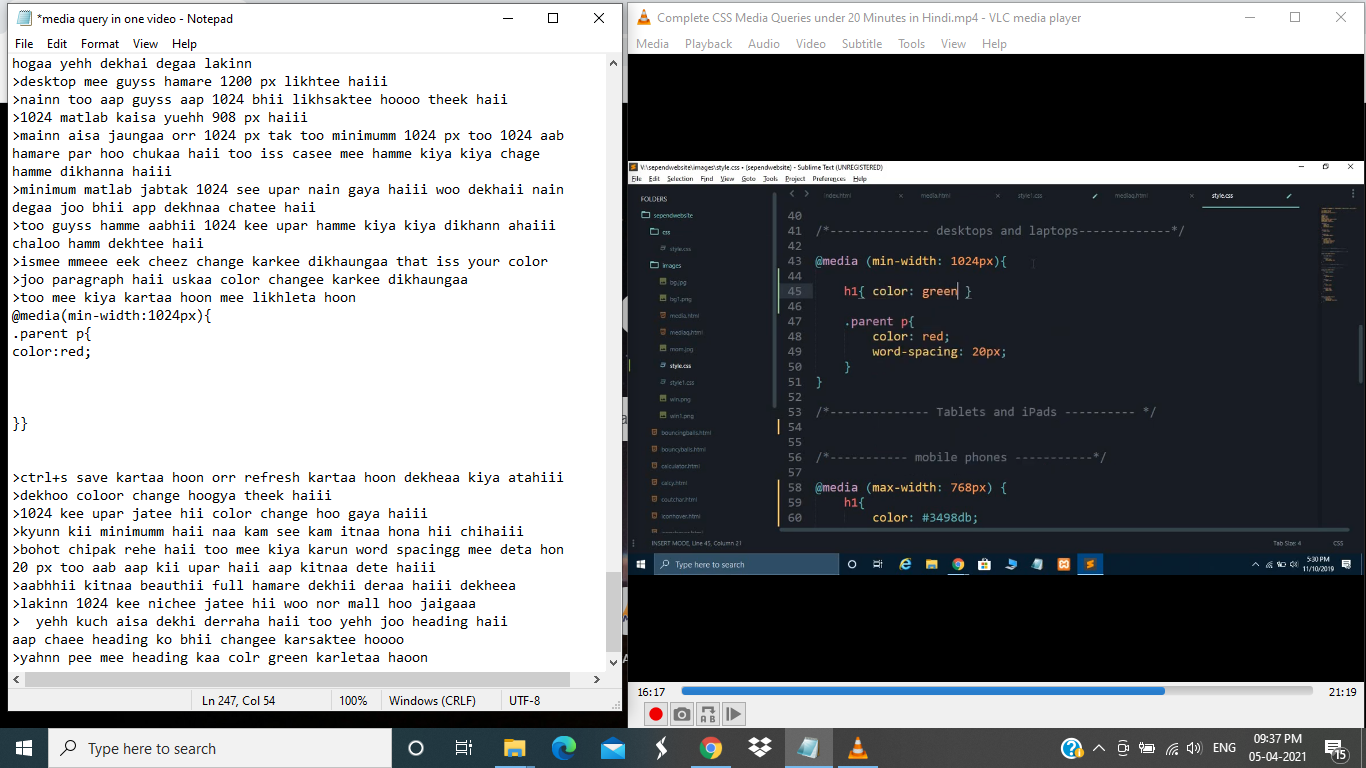 *media query in one video - Notepad
File Edit Format View Help
hogaa yehh dekhai degaa lakinn
>desktop mee guyss hamare 1200 px likhtee haiii
>nainn too aap guyss aap 1024 bhii likhsaktee hoooo theek haii
>1024 matlab kaisa yuehh 908 px haiii
>mainn aisa jaungaa orr 1024 px tak too minimumm 1024 px too 1024 aab
hamare par hoo chukaa haii too iss casee mee hamme kiya kiya chage
hamme dikhanna haiii
>minimum matlab jabtak 1024 see upar nain gaya haiii woo dekhaii nain
degaa joo bhii app dekhnaa chatee haii
>too guyss hamme aabhii 1024 kee upar hamme kiya kiya dikhann ahaiii
chaloo hamm dekhtee haii
>ismee mmeee eek cheez change karkee dikhaungaa that iss your color
>joo paragraph haii uskaa color changee karkee dikhaungaa
>too mee kiya kartaa hoon mee likhleta hoon
@media(min-width:1024px){
.parent p{
color:red;
}}
>ctrl+s save kartaa hoon orr refresh kartaa hoon dekheaa kiya atahiii
>dekhoo coloor change hoogya theek haiii
>1024 kee upar jatee hii color change hoo gaya haiii
>kyunn kii minimumm haii naa kam see kam itnaa hona hii chihaiii
>bohot chipak rehe haii too mee kiya karun word spacingg mee deta hon
20 px too aab aap kii upar haii aap kitnaa dete haiii
>aabhhii kitnaa beauthii full hamare dekhii deraa haiii dekheea
>lakinn 1024 kee nichee jatee hii woo nor mall hoo jaigaaa
>  yehh kuch aisa dekhi derraha haii too yehh joo heading haii
aap chaee heading ko bhii changee karsaktee hoooo
>yahnn pee mee heading kaa colr green karletaa haoon
Ln 247, Col 54 100% Windows (CRLF) UTF-8
Complete CSS Media Queries under 20 Minutes in Hindi.mp4 - VLC media player
Media Playback Audio Video Subtitle Tools View Help
V:\sependwebsite\images\style.css • (sependwebsite) - Sublime Text (UNREGISTERED)
File Edit Selection Find View Goto Tools Project Preferences Help
FOLDERS
sependwebsite
css
style.css
images
bg.jpg
bg1.png
media.html
mediaq.html
mom.jpg
style.css
style1.css
win.png
win1.png
bouncingballs.html
bouncyballs.html
calculator.html
calcy.html
coutchar.html
iconhover.html
index.html media.html style1.css mediaq.html style.css
40
41 /*-------------- desktops and laptops-------------*/
42
43 @media (min-width: 1024px){
44
45 h1{ color: green }
46
47 .parent p{
48 color: red;
49 word-spacing: 20px;
50 }
51 }
52
53 /*-------------- Tablets and iPads ---------- */
54
55
56 /*----------- mobile phones -----------*/
57
58 @media (max-width: 768px) {
59 h1{
60 color: #3498db;
INSERT MODE, Line 45, Column 21 Tab Size: 4 CSS
Type here to search
5:30 PM
11/10/2019
16:17 21:19
Type here to search
ENG
09:37 PM
05-04-2021
15